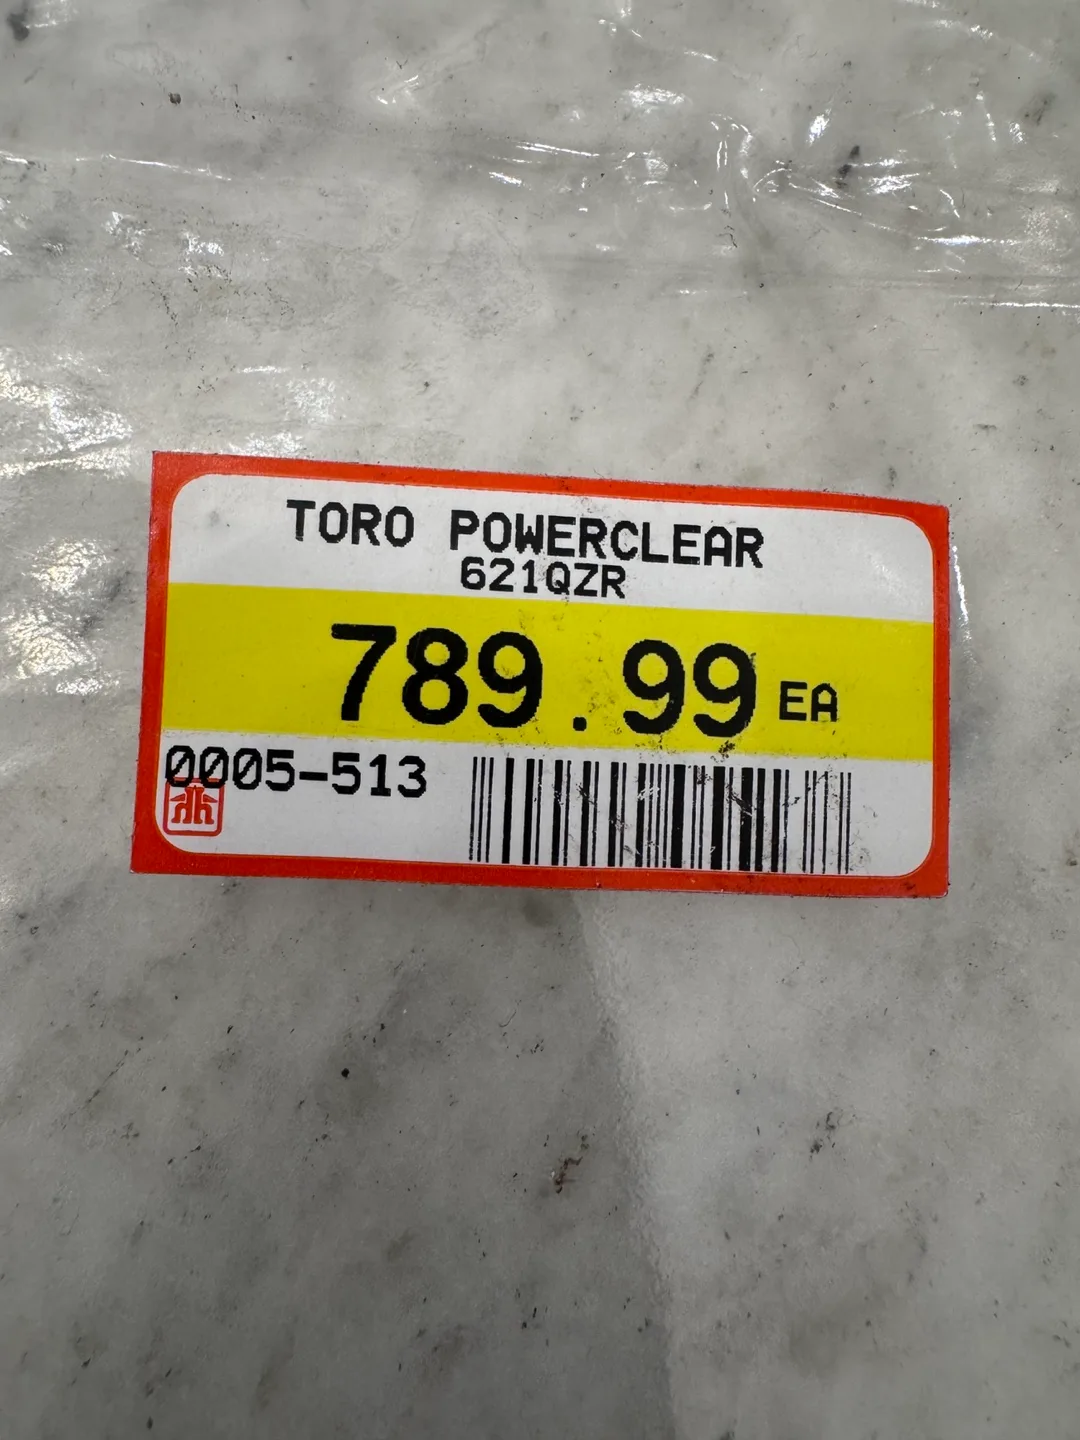 TORO POWERCLEAR
621QZR
789.99 EA
0005-513